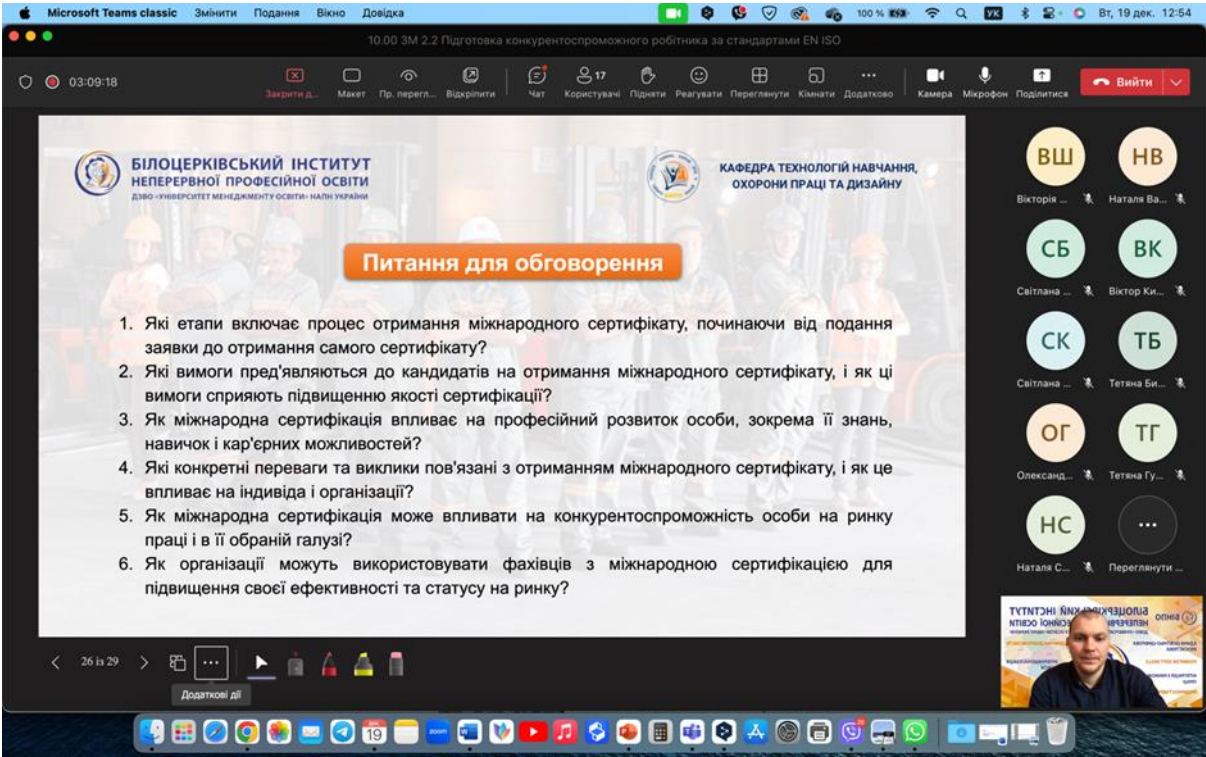 Microsoft Teams classic Змінити Подання Вікно Довідка 100 % УК Вт, 19 дек. 12:54
10.00 ЗМ 2.2 Підготовка конкурентоспроможного робітника за стандартами EN ISO
03:09:18 Закрити д... Макет Пр. перегл... Відкріпити Чат 17 Користувачі Підняти Реагувати Переглянути Кімнати Додатково Камера Мікрофон Поділитися Вийти
БІЛОЦЕРКІВСЬКИЙ ІНСТИТУТ
НЕПЕРЕРВНОЇ ПРОФЕСІЙНОЇ ОСВІТИ
ДЗВО «УНІВЕРСИТЕТ МЕНЕДЖМЕНТУ ОСВІТИ» НАПН УКРАЇНИ
КАФЕДРА ТЕХНОЛОГІЙ НАВЧАННЯ,
ОХОРОНИ ПРАЦІ ТА ДИЗАЙНУ
Питання для обговорення
1. Які етапи включає процес отримання міжнародного сертифікату, починаючи від подання
заявки до отримання самого сертифікату?
2. Які вимоги пред'являються до кандидатів на отримання міжнародного сертифікату, і як ці
вимоги сприяють підвищенню якості сертифікації?
3. Як міжнародна сертифікація впливає на професійний розвиток особи, зокрема її знань,
навичок і кар'єрних можливостей?
4. Які конкретні переваги та виклики пов'язані з отриманням міжнародного сертифікату, і як це
впливає на індивіда і організації?
5. Як міжнародна сертифікація може впливати на конкурентоспроможність особи на ринку
праці і в її обраній галузі?
6. Як організації можуть використовувати фахівців з міжнародною сертифікацією для
підвищення своєї ефективності та статусу на ринку?
26 із 29
Додаткові дії
ВШ НВ
Вікторія ... Наталя Ва...
СБ ВК
Світлана ... Віктор Ки...
СК ТБ
Світлана ... Тетяна Би...
ОГ ТГ
Олександ... Тетяна Гу...
НС ...
Наталя С... Переглянути ...
БІЛОЦЕРКІВСЬКИЙ ІНСТИТУТ
БІНПО
19 zoom